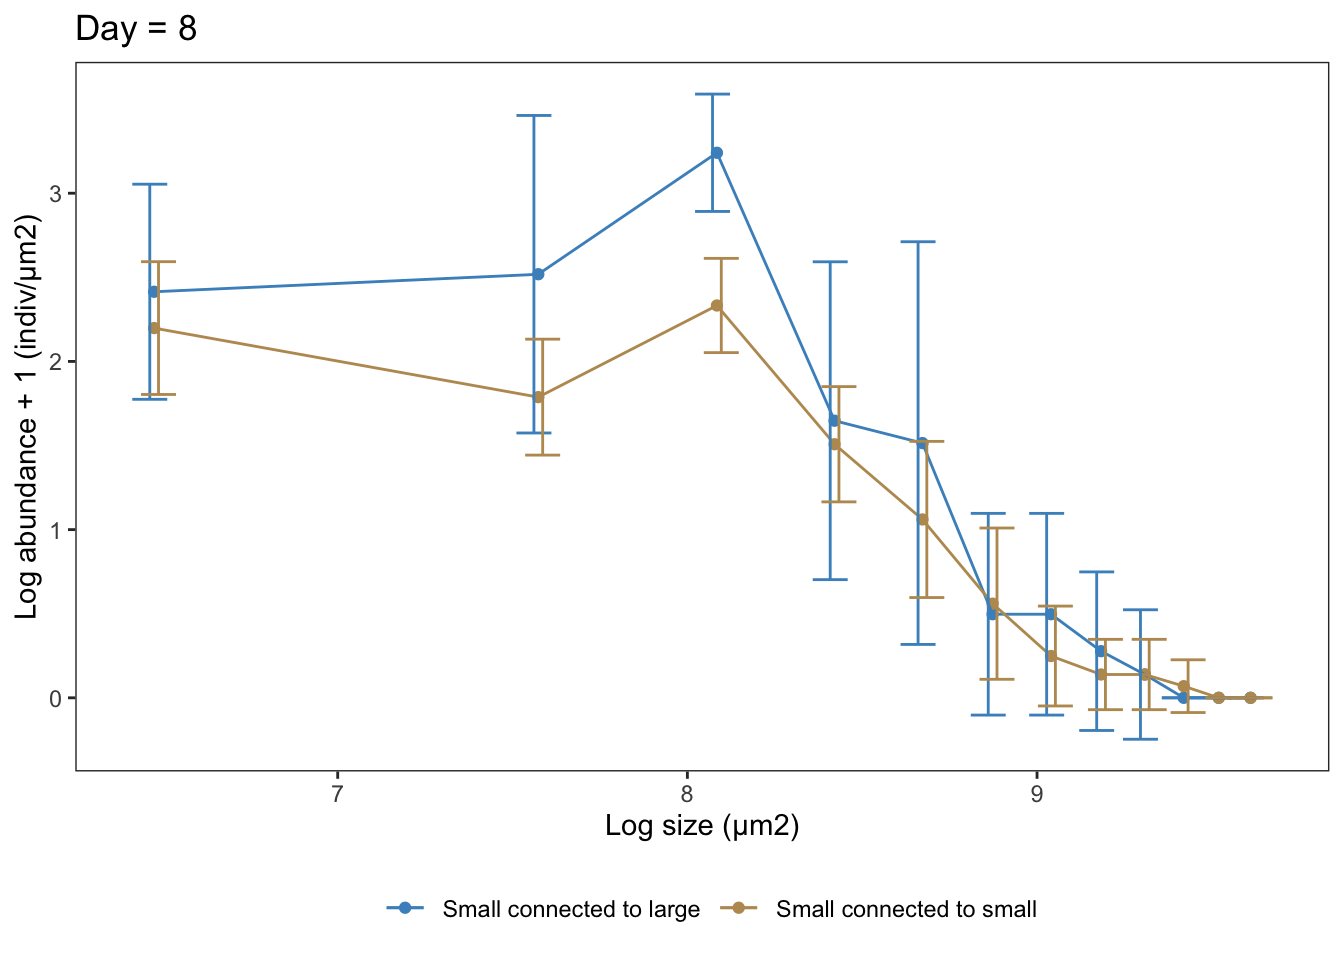 Day = 8
Log abundance + 1 (indiv/µm2)
3
2
1
0
7 8 9
Log size (µm2)
Small connected to large Small connected to small